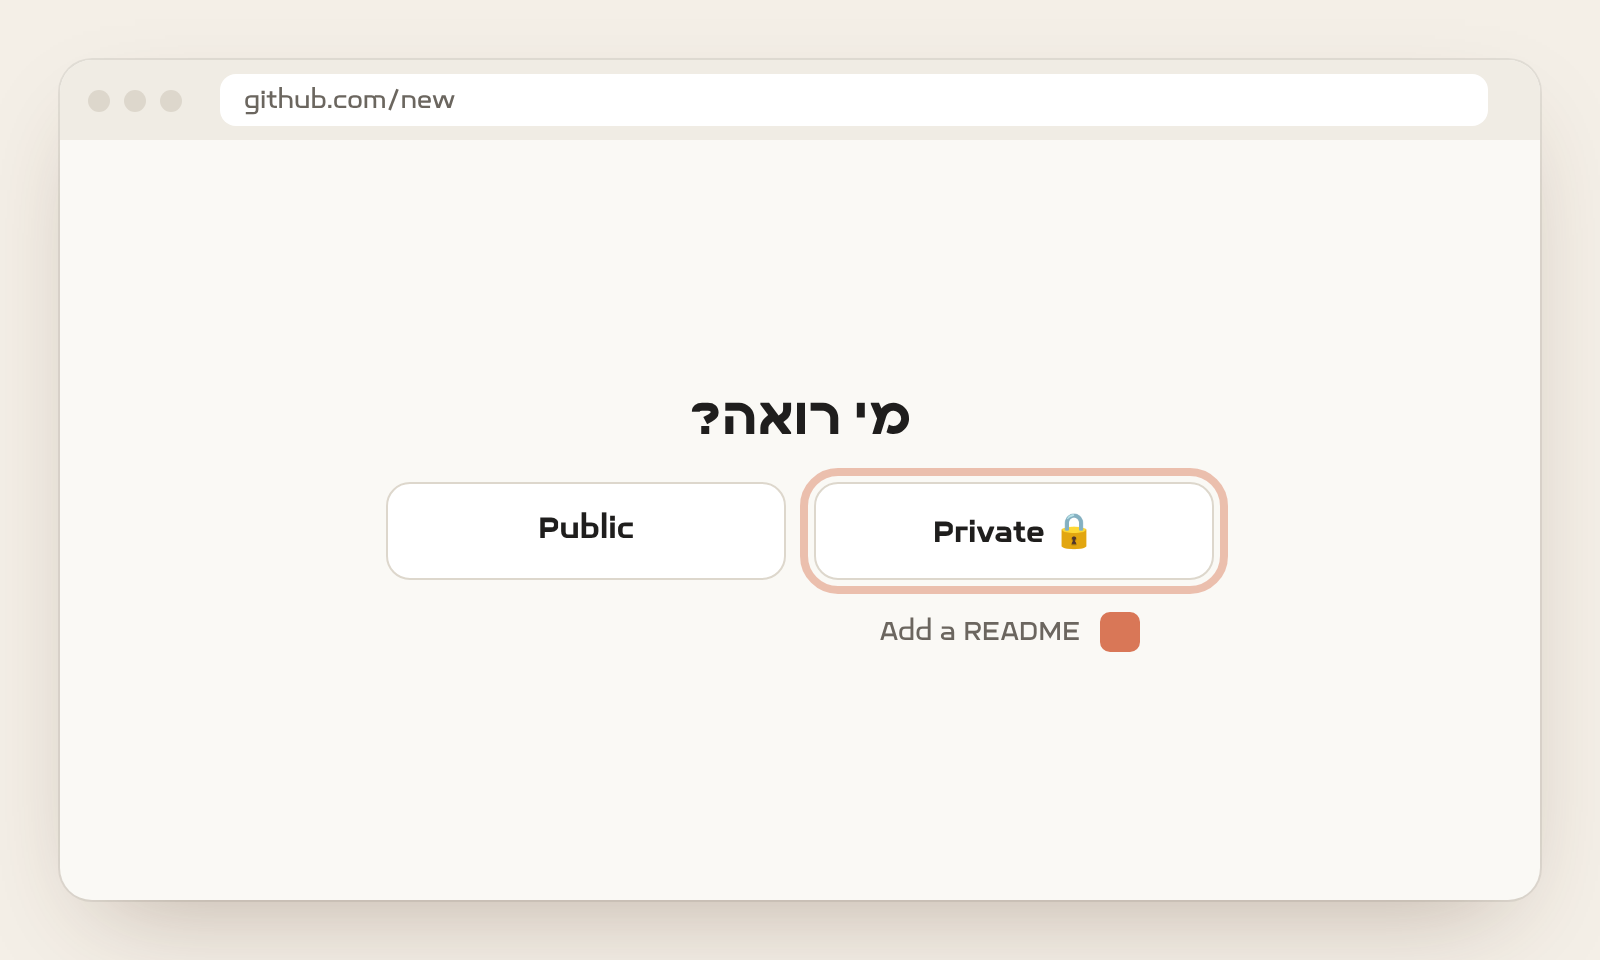 github.com/new
מי רואה?
Public
Private 🔒
Add a README